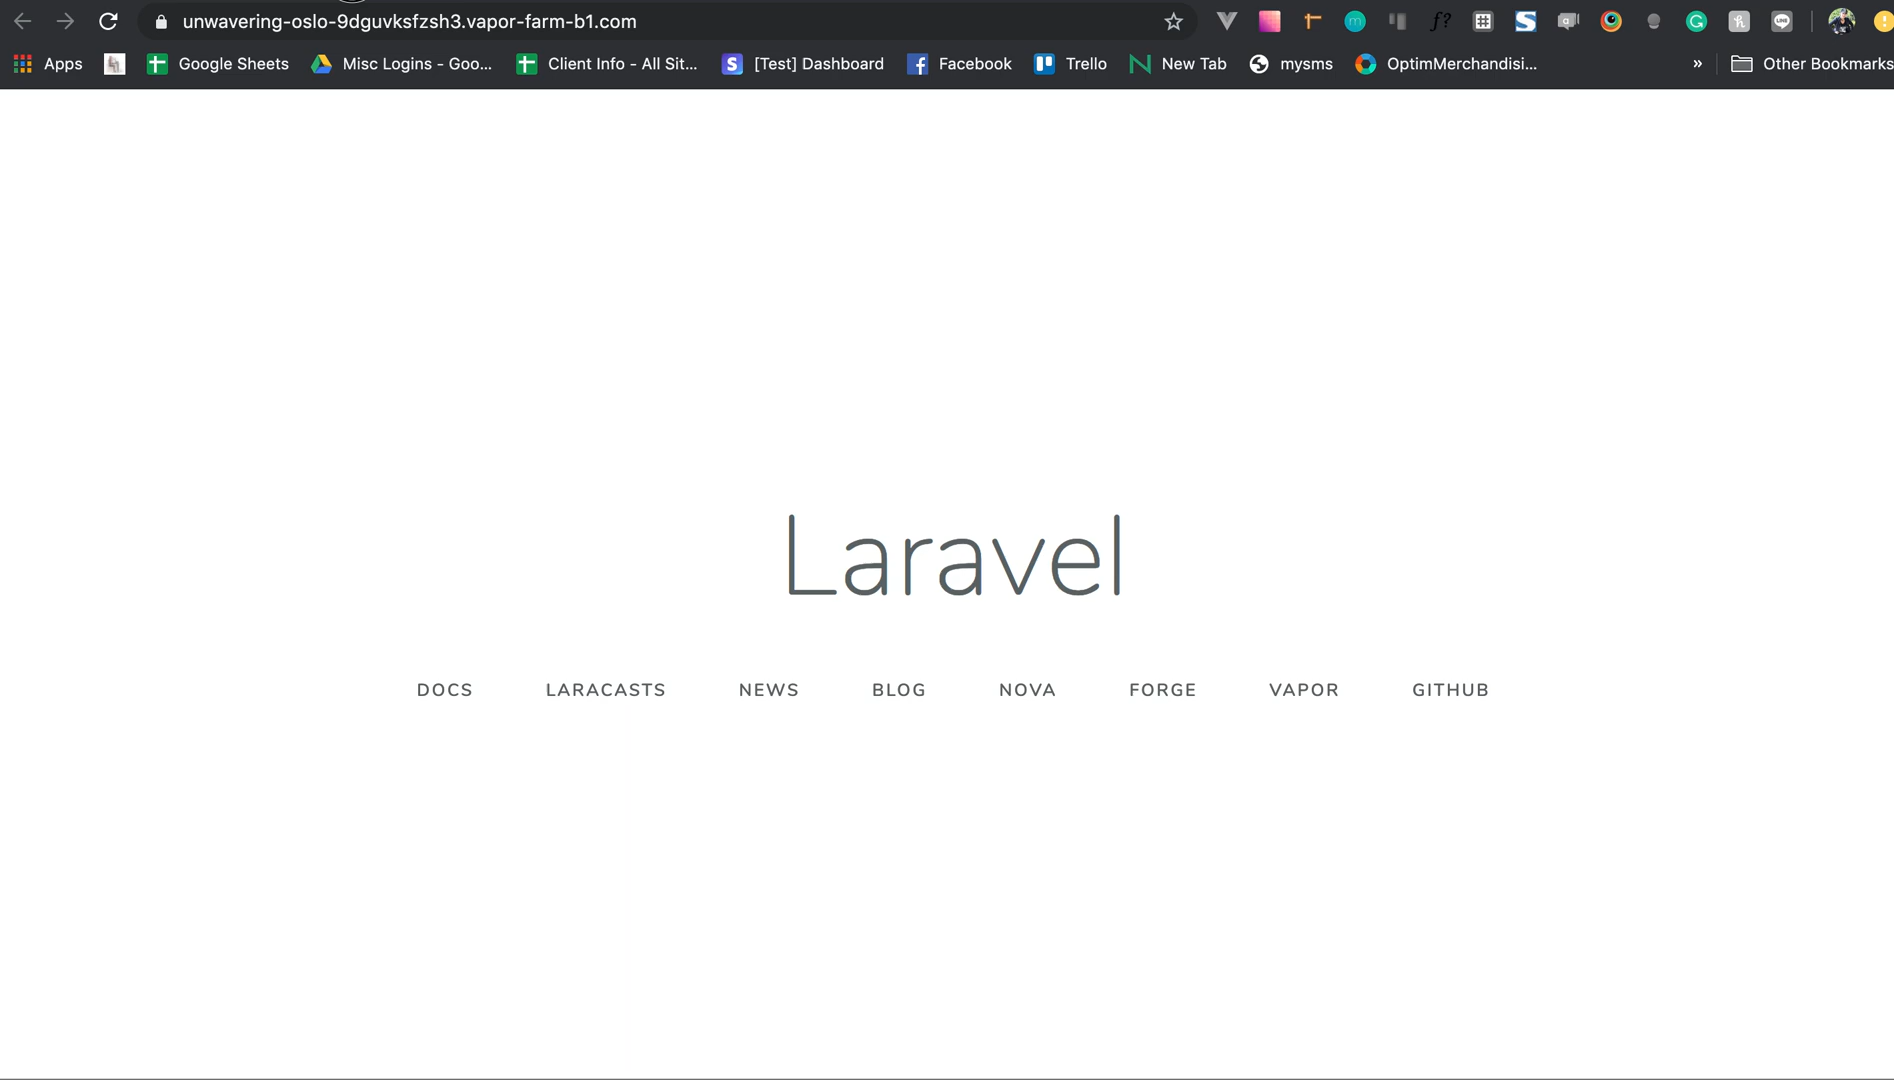 unwavering-oslo-9dguvksfzsh3.vapor-farm-b1.com
Apps Google Sheets Misc Logins - Goo... Client Info - All Sit... [Test] Dashboard Facebook Trello New Tab mysms OptimMerchandisi... » Other Bookmarks
Laravel
DOCS LARACASTS NEWS BLOG NOVA FORGE VAPOR GITHUB